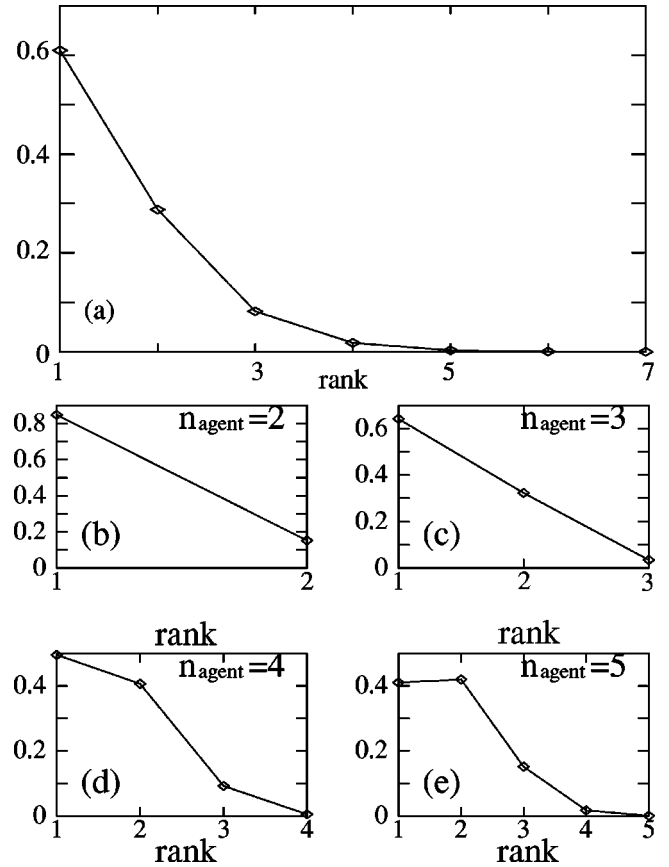 0.6
0.4
0.2
0
(a)
1 3 5 7
rank
0.8
0.6
0.4
0.2
0
n_agent=2
(b)
1 2
rank
0.6
0.4
0.2
0
n_agent=3
(c)
1 2 3
rank
0.4
0.2
0
n_agent=4
(d)
1 2 3 4
rank
0.4
0.2
0
n_agent=5
(e)
1 2 3 4 5
rank